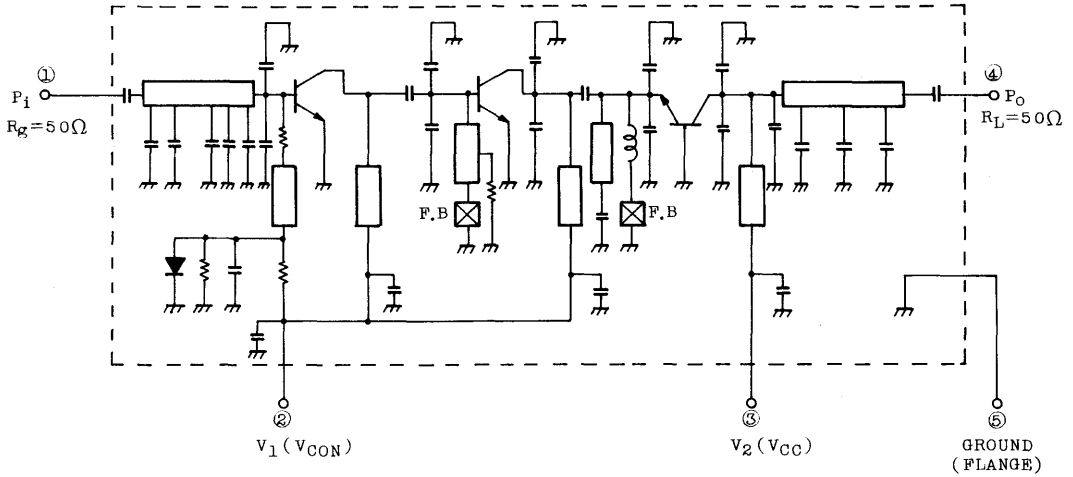 ①
Pi
Rg=50Ω
④
PO
RL=50Ω
F.B
F.B
②
V1(VCON)
③
V2(VCC)
⑤
GROUND
(FLANGE)